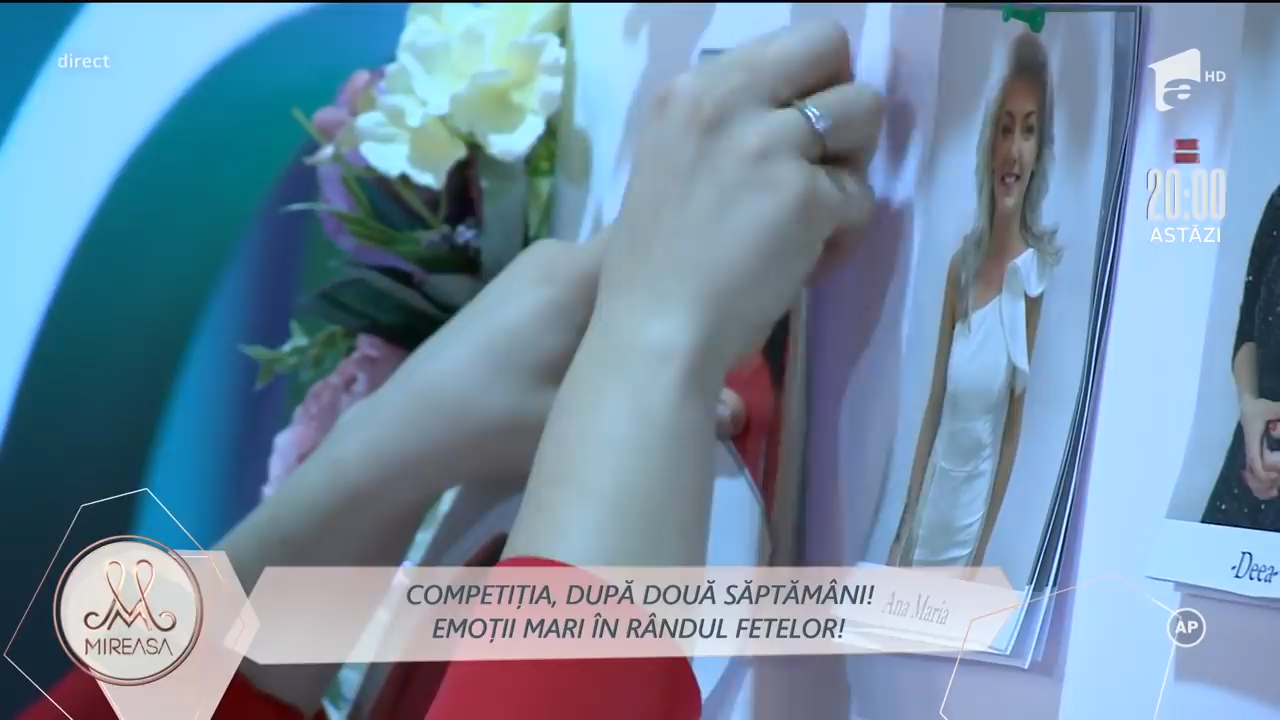 direct
HD
20:00
ASTĂZI
COMPETIȚIA, DUPĂ DOUĂ SĂPTĂMÂNI!
EMOȚII MARI ÎN RÂNDUL FETELOR!
MIREASA
Ana Maria
-Deea-
AP